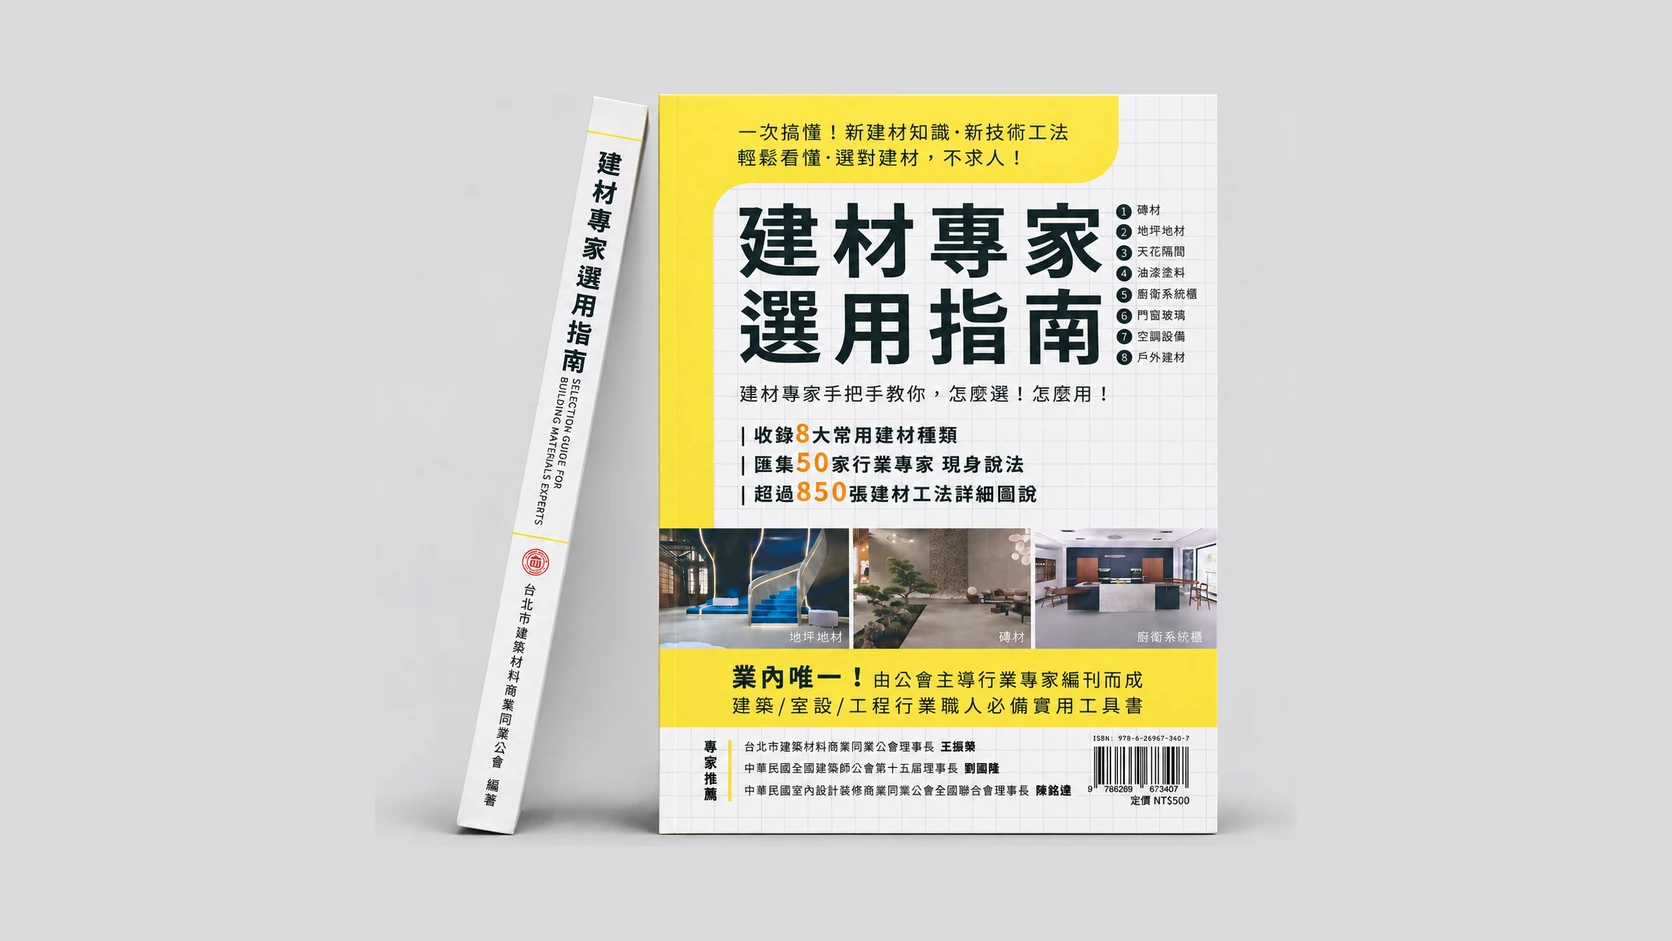 建材專家選用指南
SELECTION GUIDE FOR
BUILDING MATERIALS EXPERTS
台北市建築材料商業同業公會 編著
一次搞懂！新建材知識·新技術工法
輕鬆看懂·選對建材，不求人！
建材專家
選用指南
1 磚材
2 地坪地材
3 天花隔間
4 油漆塗料
5 廚衛系統櫃
6 門窗玻璃
7 空調設備
8 戶外建材
建材專家手把手教你，怎麼選！怎麼用！
| 收錄8大常用建材種類
| 匯集50家行業專家 現身說法
| 超過850張建材工法詳細圖說
地坪地材
磚材
廚衛系統櫃
業內唯一！由公會主導行業專家編刊而成
建築/室設/工程行業職人必備實用工具書
專家推薦
台北市建築材料商業同業公會理事長 王振榮
中華民國全國建築師公會第十五屆理事長 劉國隆
中華民國室內設計裝修商業同業公會全國聯合會理事長 陳銘達
ISBN: 978-6-26967-340-7
9 786269 673407
定價 NT$500